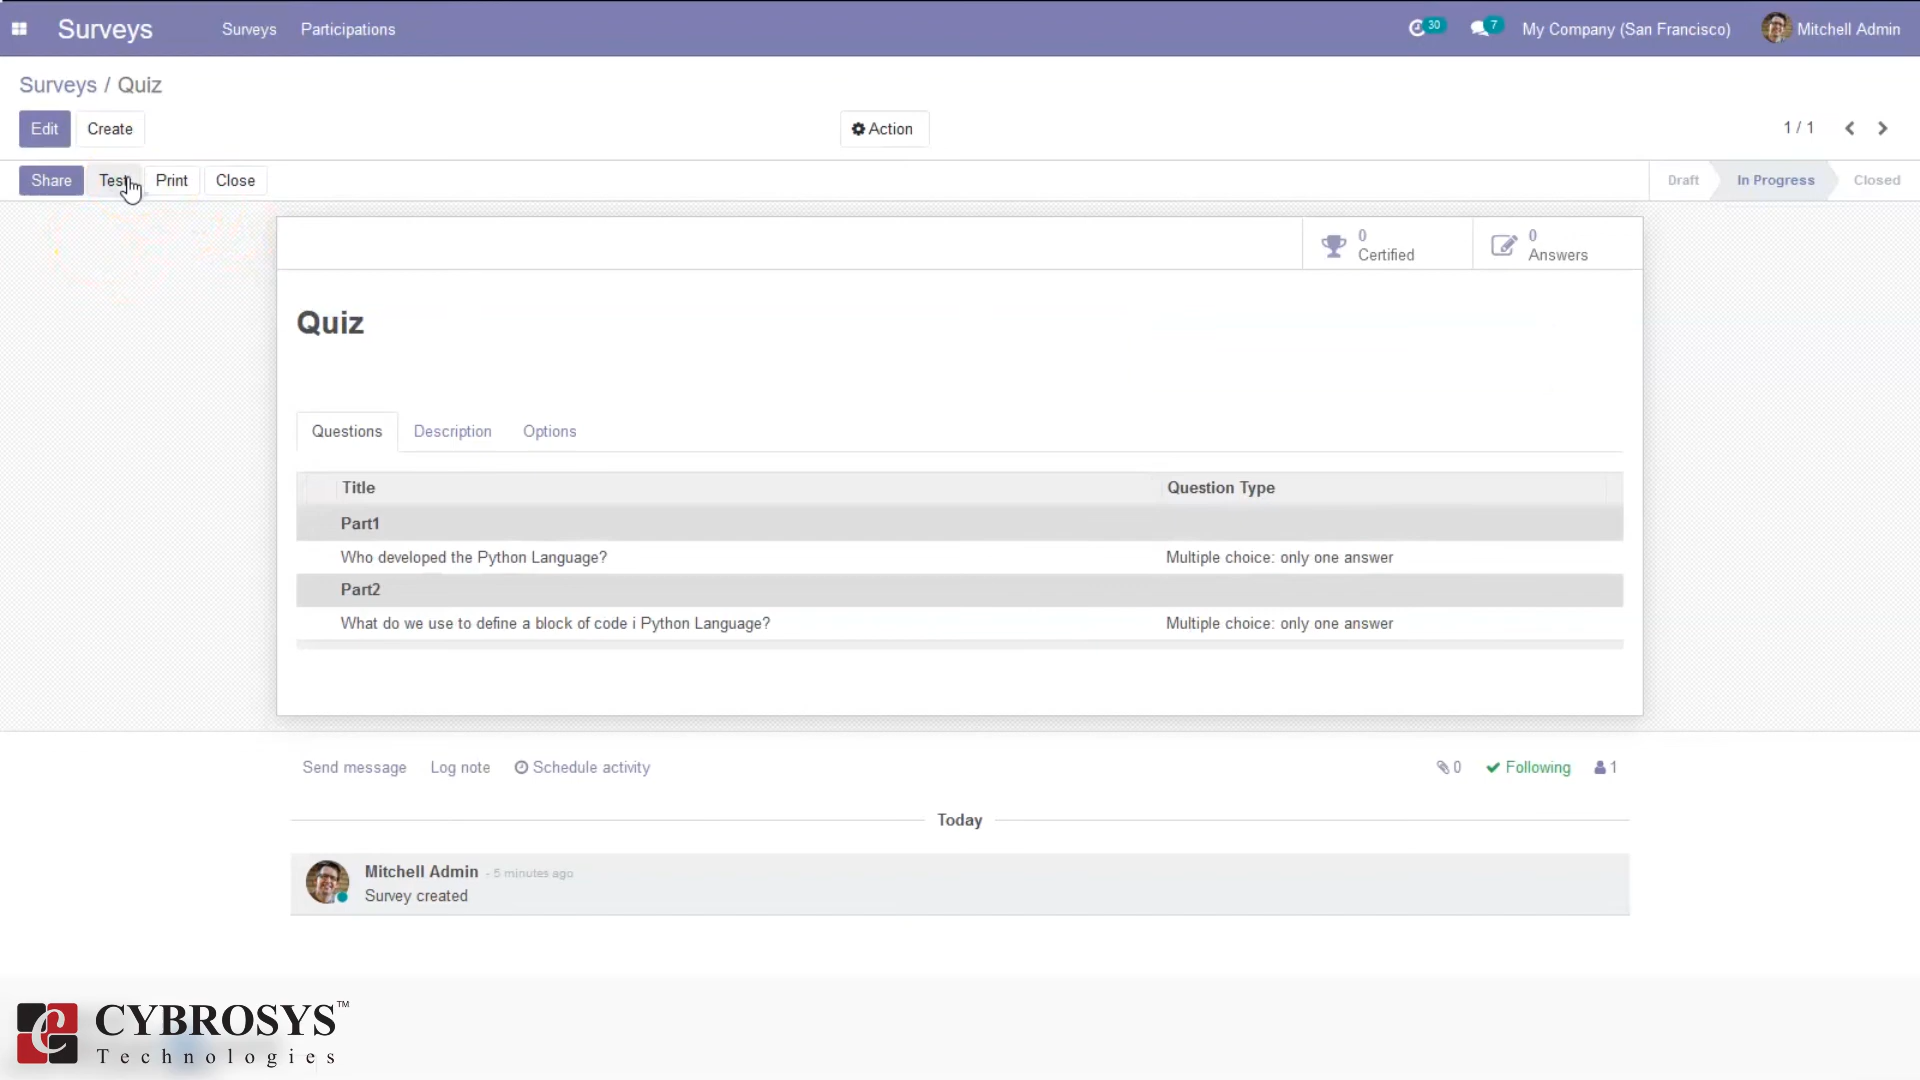 Surveys Surveys Participations 30 7 My Company (San Francisco) Mitchell Admin
Surveys / Quiz
Edit Create Action 1 / 1
Share Test Print Close Draft In Progress Closed
0 Certified 0 Answers
Quiz
Questions Description Options
Title Question Type
Part1
Who developed the Python Language? Multiple choice: only one answer
Part2
What do we use to define a block of code i Python Language? Multiple choice: only one answer
Send message Log note Schedule activity 0 Following 1
Today
Mitchell Admin - 5 minutes ago
Survey created
CYBROSYS™
Technologies